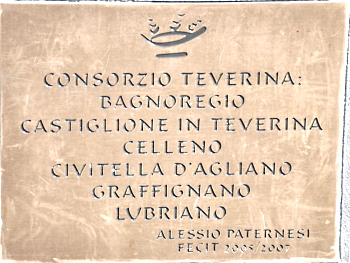 CONSORZIO TEVERINA:
BAGNOREGIO
CASTIGLIONE IN TEVERINA
CELLENO
CIVITELLA D'AGLIANO
GRAFFIGNANO
LUBRIANO
ALESSIO PATERNESI
FECIT 2005/2007